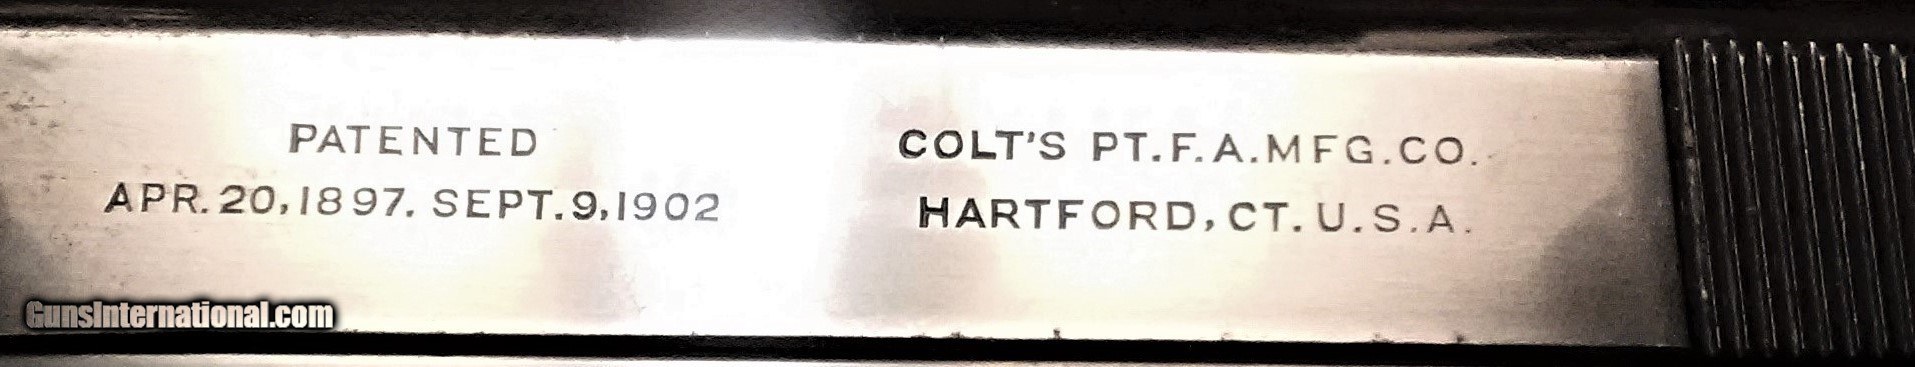 PATENTED
APR. 20, 1897. SEPT. 9, 1902
COLT'S PT. F. A. MFG. CO.
HARTFORD, CT. U. S. A.
GunsInternational.com